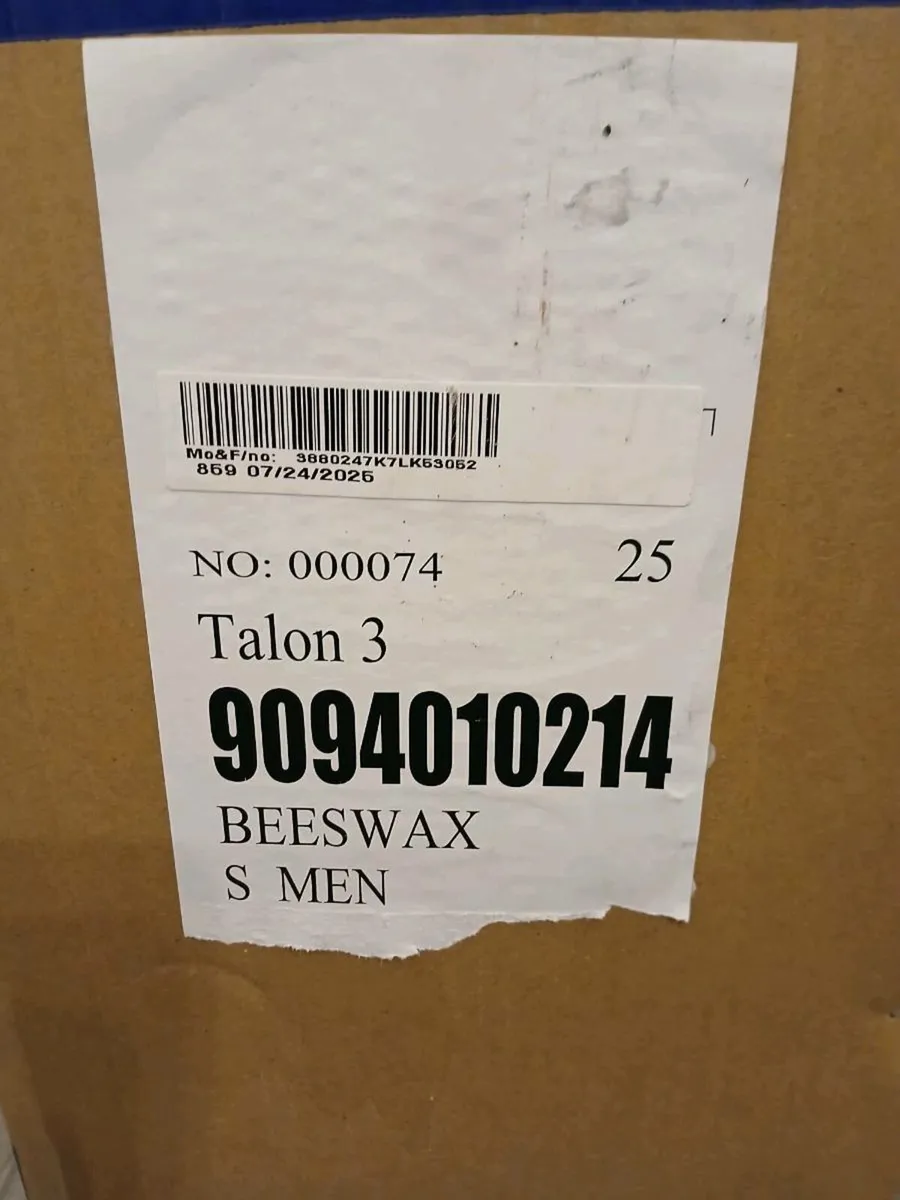 Mo&F/no: 3880247K7LK53052
859 07/24/2025
NO: 000074 25
Talon 3
9094010214
BEESWAX
S MEN